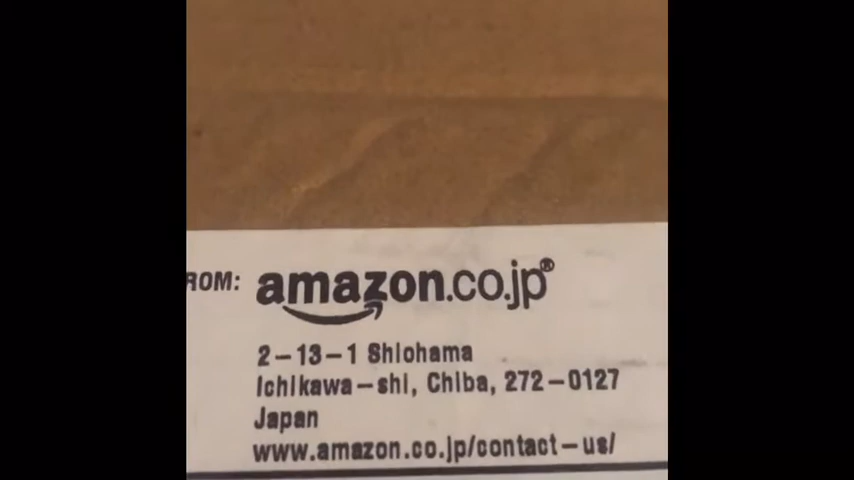 ROM: amazon.co.jp®
2-13-1 Shiohama
Ichikawa-shi, Chiba, 272-0127
Japan
www.amazon.co.jp/contact-us/